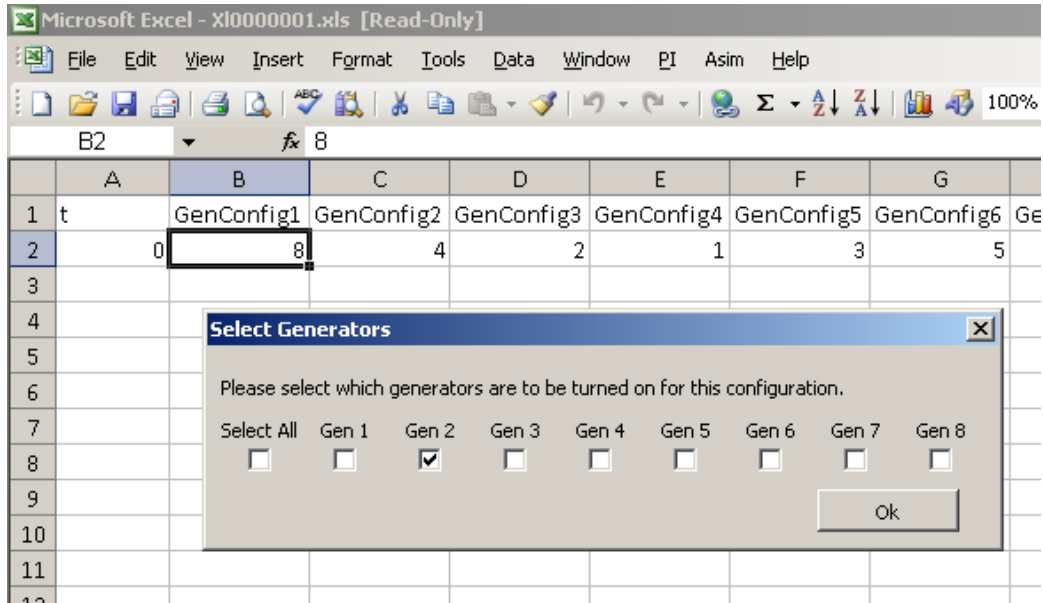 Microsoft Excel - Xl0000001.xls [Read-Only]
File Edit View Insert Format Tools Data Window PI Asim Help
ABC Σ A Z Z A 100%
B2 fx 8
A B C D E F G
1 t GenConfig1 GenConfig2 GenConfig3 GenConfig4 GenConfig5 GenConfig6 Ge
2 0 8 4 2 1 3 5
3
4
Select Generators
5
6 Please select which generators are to be turned on for this configuration.
7 Select All Gen 1 Gen 2 Gen 3 Gen 4 Gen 5 Gen 6 Gen 7 Gen 8
8
9
Ok
10
11